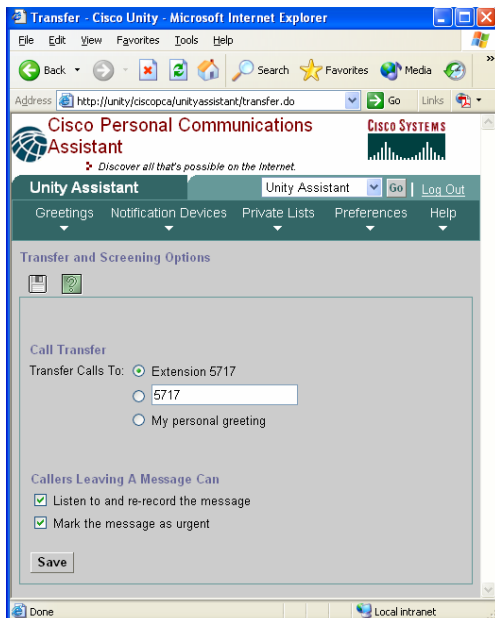 Transfer - Cisco Unity - Microsoft Internet Explorer
File Edit View Favorites Tools Help
Back Search Favorites Media »
Address http://unity/ciscopca/unityassistant/transfer.do Go Links
Cisco Personal Communications
Assistant
Discover all that's possible on the Internet.
CISCO SYSTEMS
Unity Assistant Unity Assistant Go | Log Out
Greetings Notification Devices Private Lists Preferences Help
Transfer and Screening Options
Call Transfer
Transfer Calls To: Extension 5717
5717
My personal greeting
Callers Leaving A Message Can
Listen to and re-record the message
Mark the message as urgent
Save
Done Local intranet